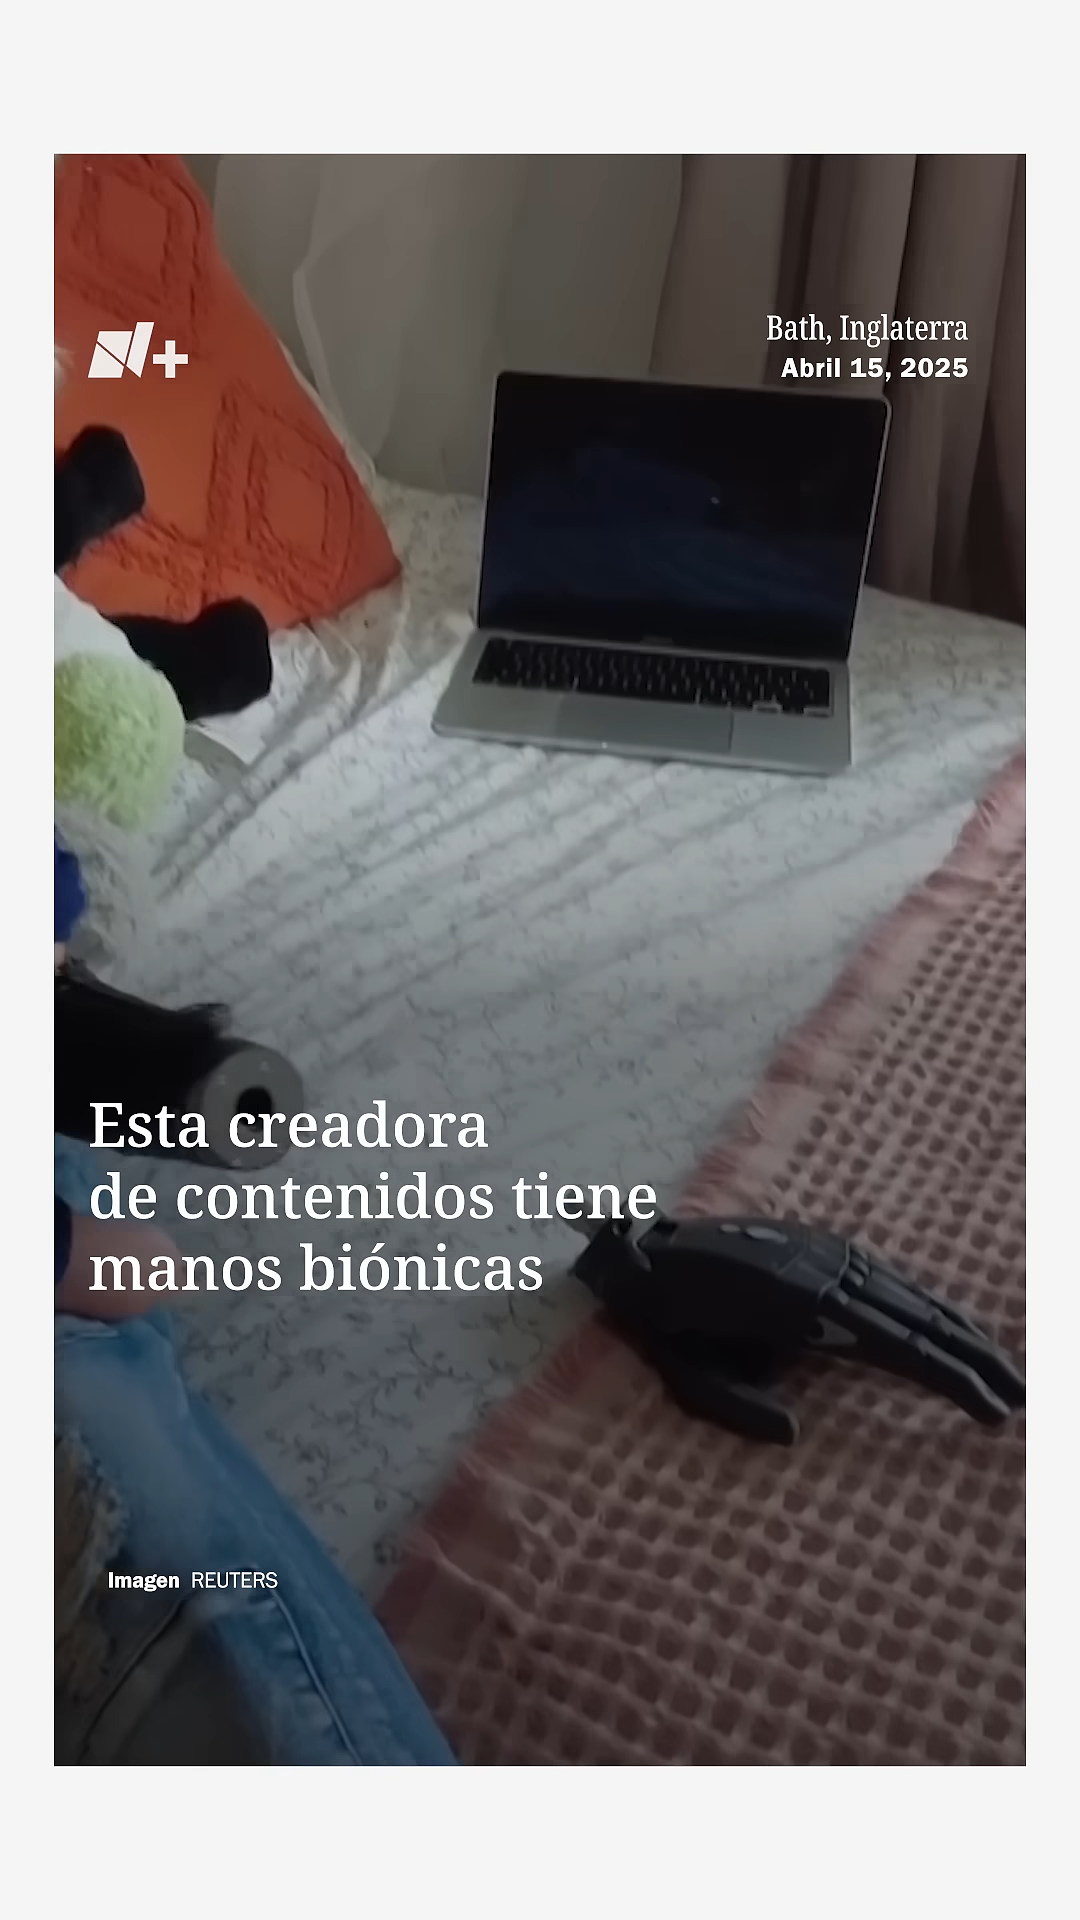 N+
Bath, Inglaterra
Abril 15, 2025
Esta creadora
de contenidos tiene
manos biónicas
Imagen REUTERS